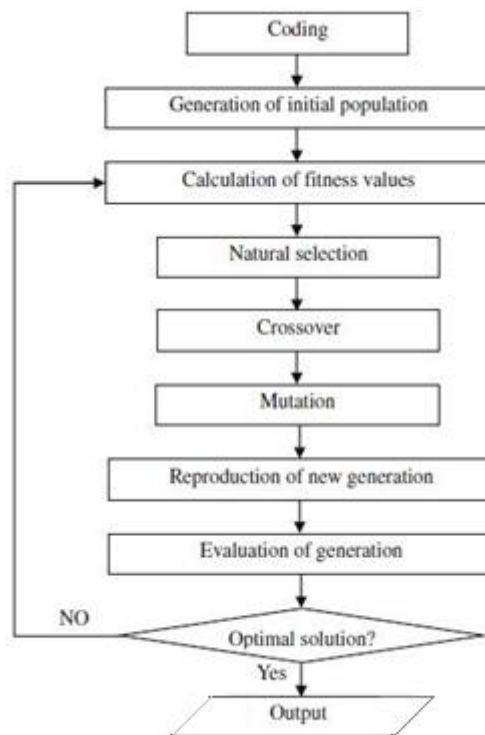 Coding
Generation of initial population
Calculation of fitness values
Natural selection
Crossover
Mutation
Reproduction of new generation
Evaluation of generation
NO
Optimal solution?
Yes
Output